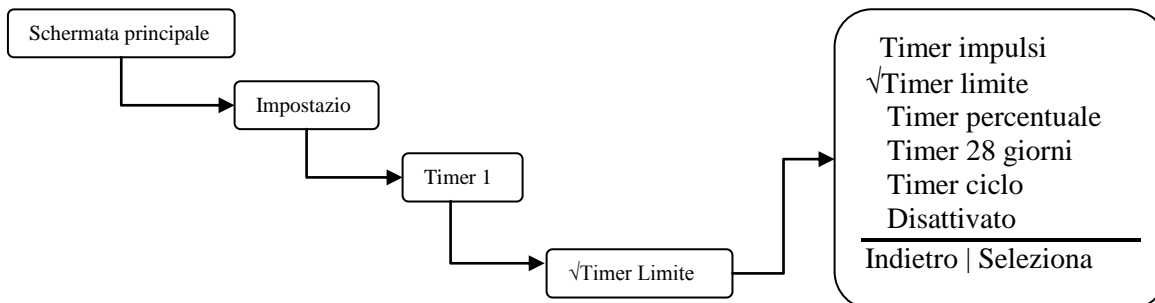 Schermata principale
Impostazio
Timer 1
√Timer Limite
Timer impulsi
√Timer limite
Timer percentuale
Timer 28 giorni
Timer ciclo
Disattivato
Indietro | Seleziona